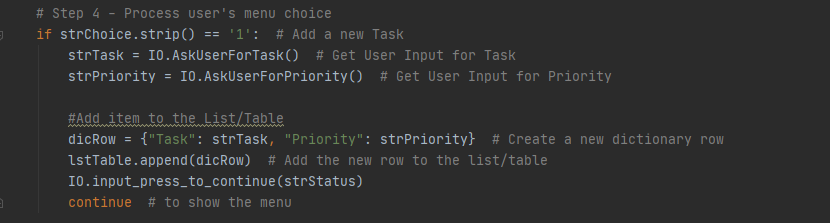 # Step 4 – Process user's menu choice
if strChoice.strip() == '1':  # Add a new Task
    strTask = IO.AskUserForTask()  # Get User Input for Task
    strPriority = IO.AskUserForPriority()  # Get User Input for Priority
    #Add item to the List/Table
    dicRow = {"Task": strTask, "Priority": strPriority}  # Create a new dictionary row
    lstTable.append(dicRow)  # Add the new row to the list/table
    IO.input_press_to_continue(strStatus)
    continue  # to show the menu